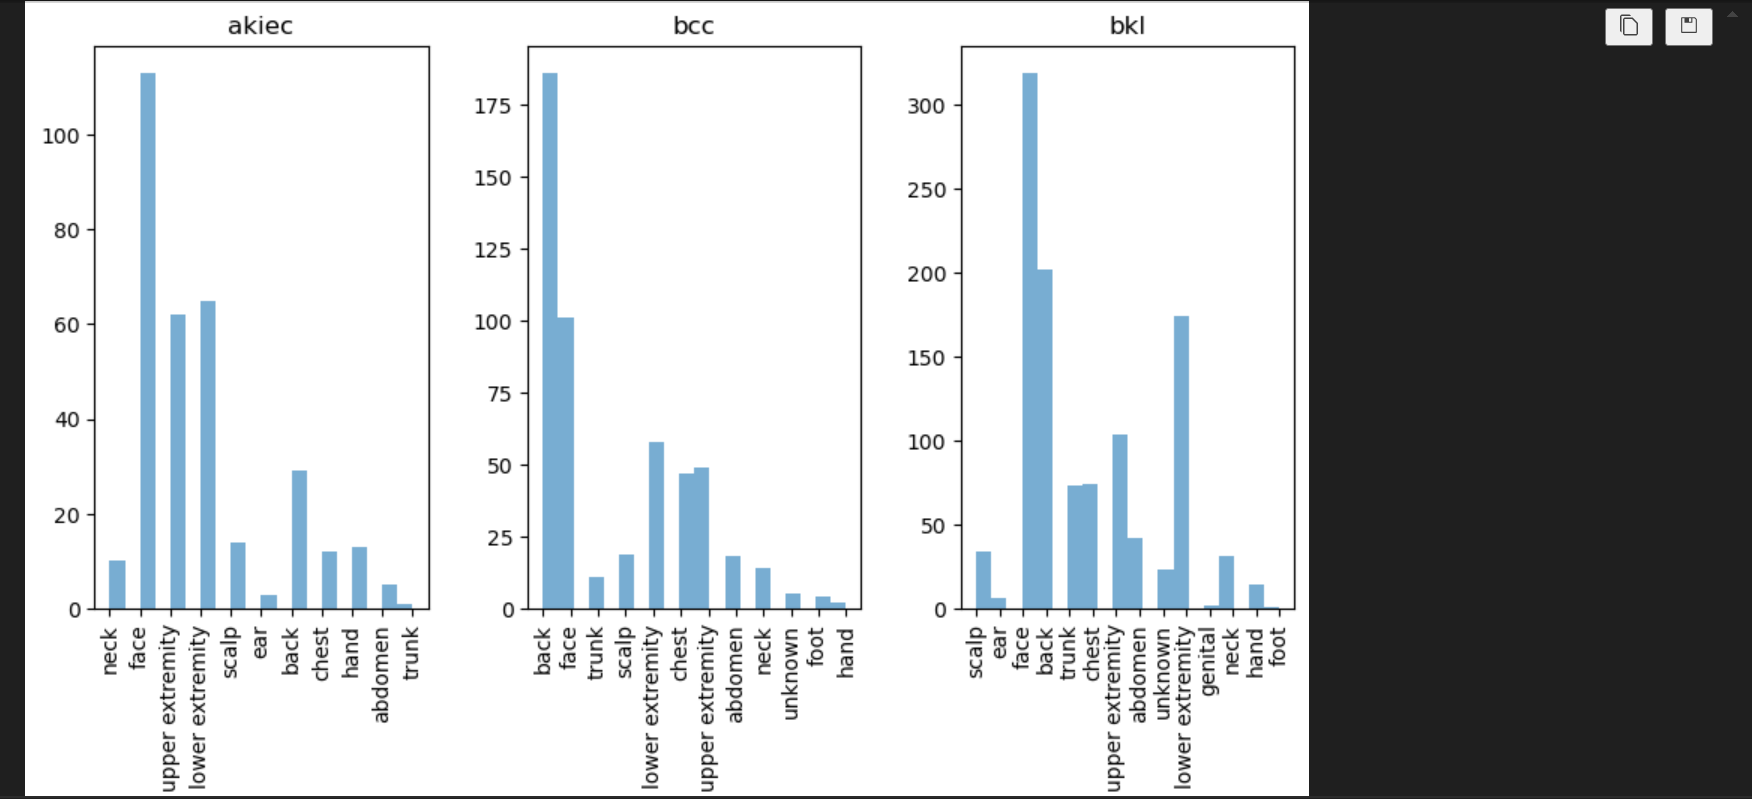 akiec
100
80
60
40
20
0
neck
face
upper extremity
lower extremity
scalp
ear
back
chest
hand
abdomen
trunk
bcc
175
150
125
100
75
50
25
0
back
face
trunk
scalp
lower extremity
chest
upper extremity
abdomen
neck
unknown
foot
hand
bkl
300
250
200
150
100
50
0
scalp
ear
face
back
trunk
chest
upper extremity
abdomen
unknown
lower extremity
genital
neck
hand
foot